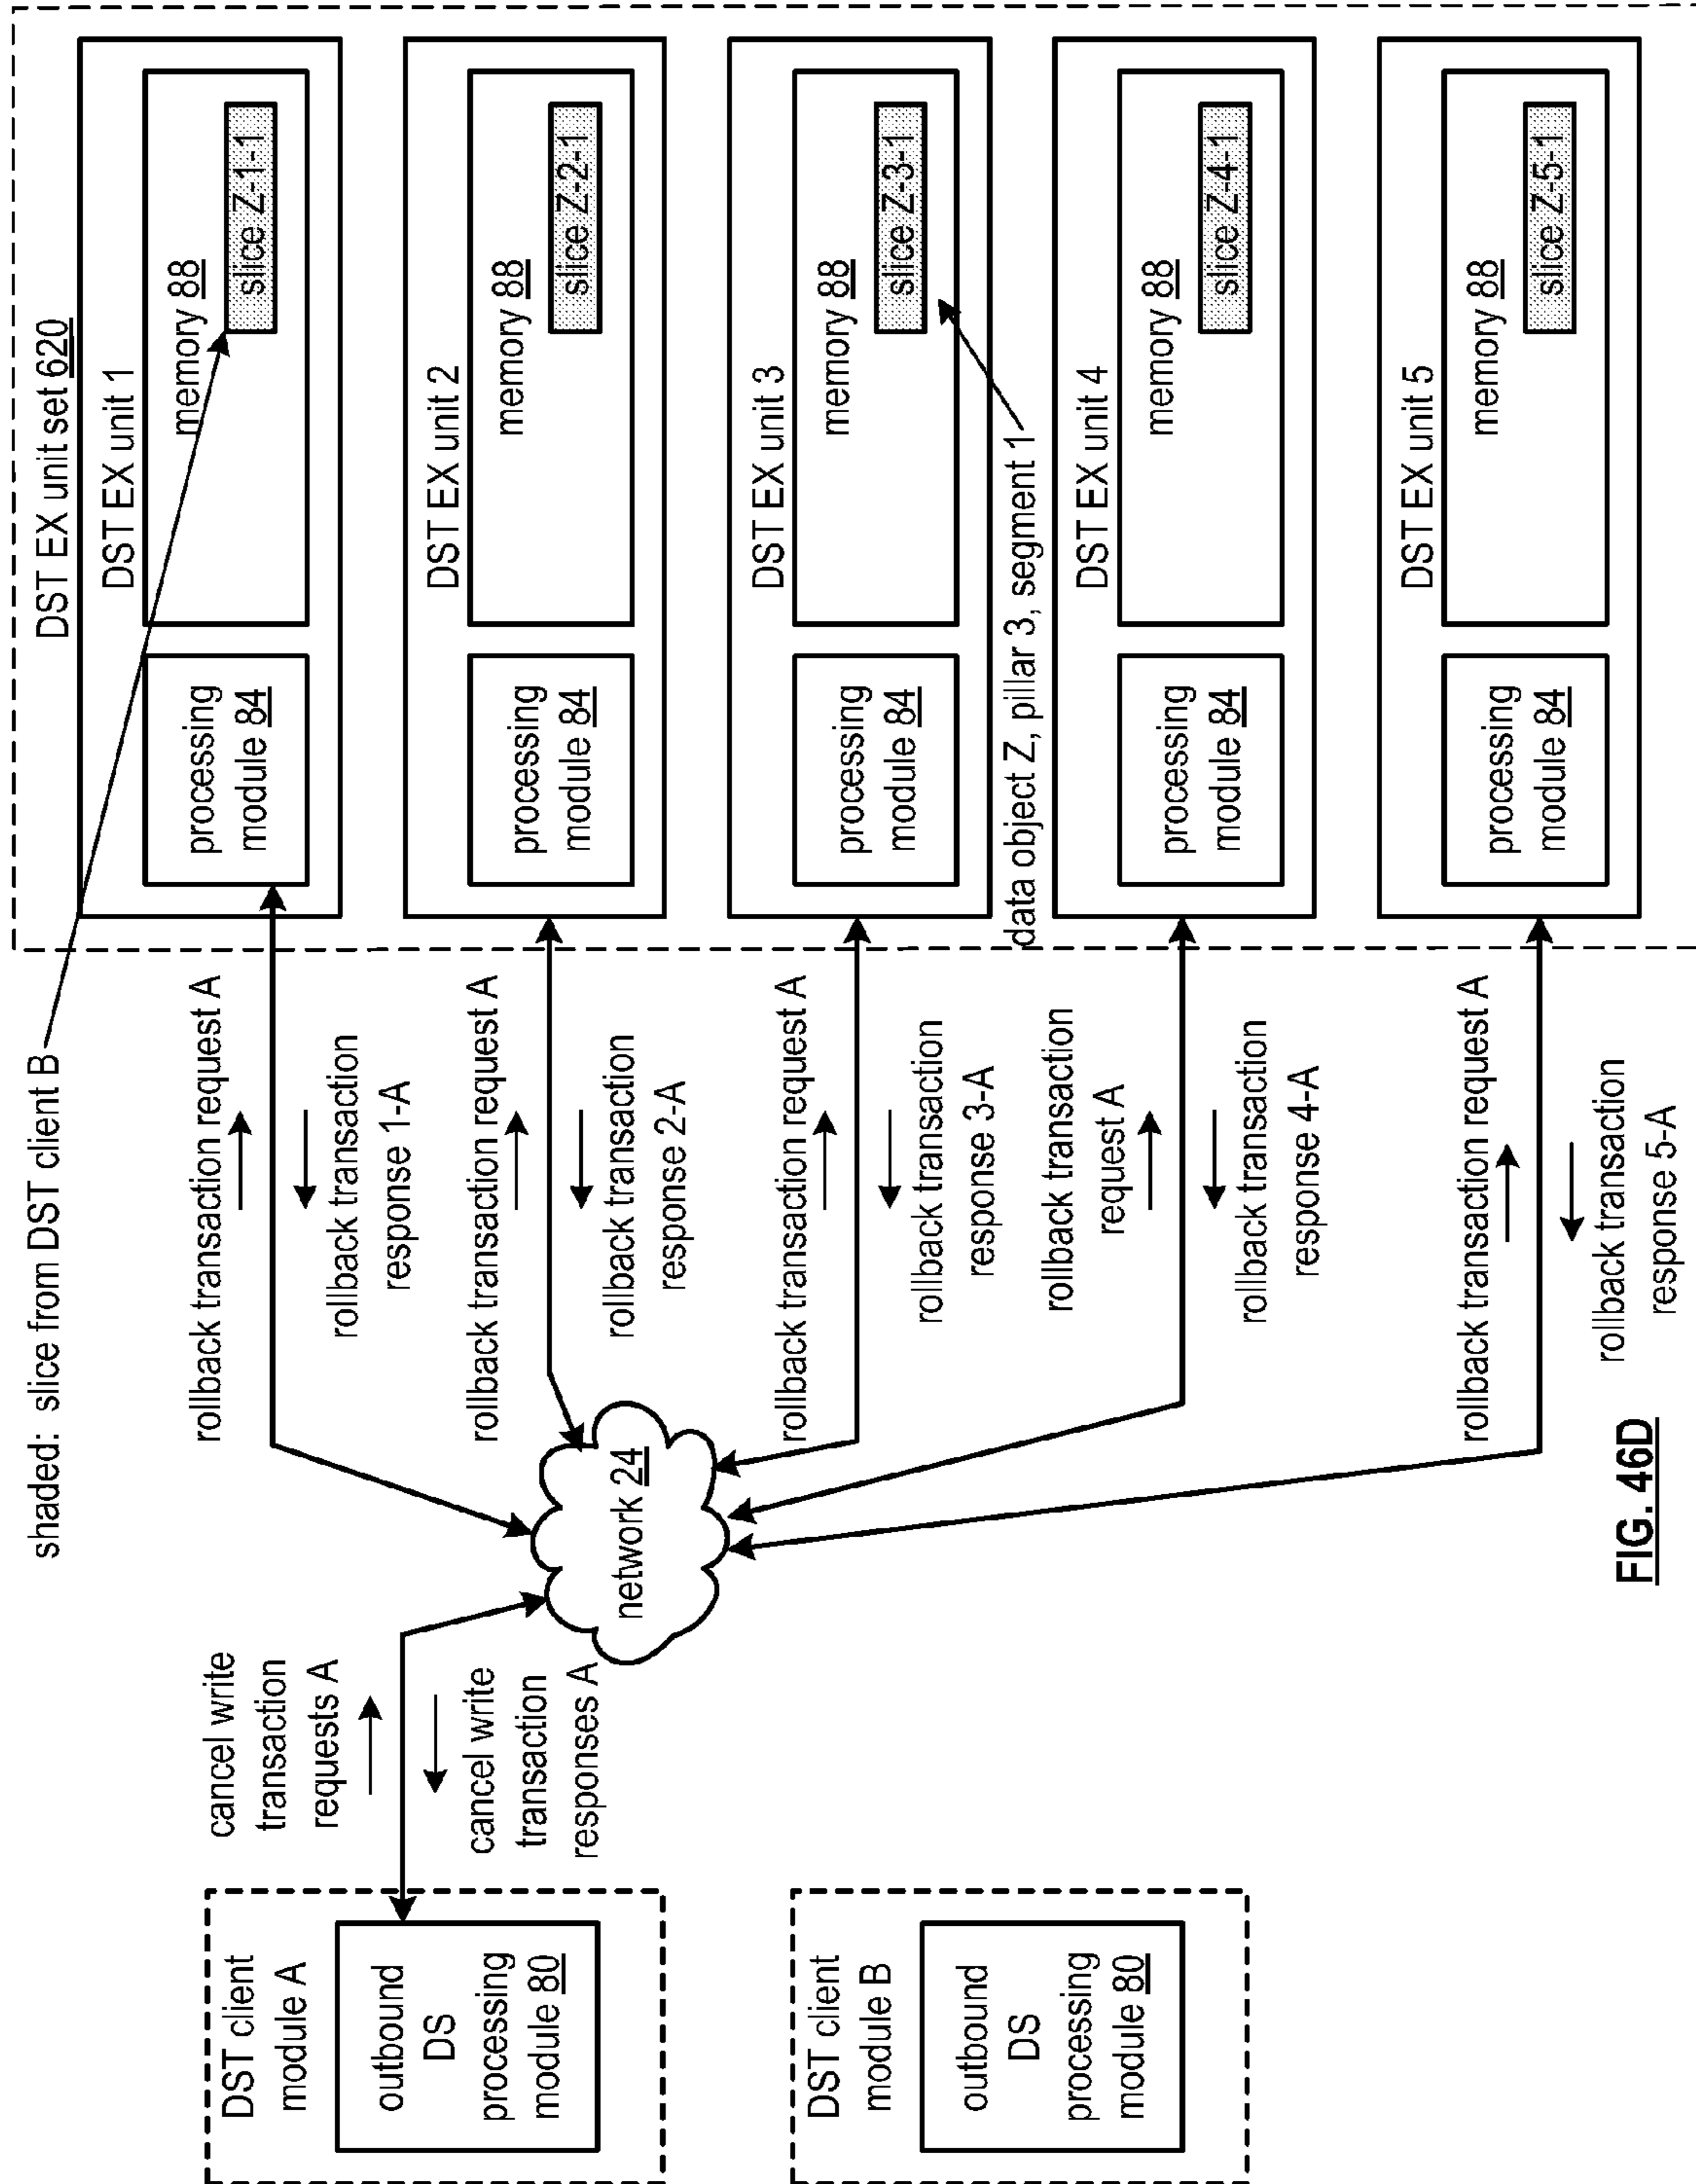 shaded: slice from DST client B
DST EX unit set 620
cancel write
transaction
requests A
cancel write
transaction
responses A
DST client
module A
outbound
DS
processing
module 80
DST client
module B
outbound
DS
processing
module 80
network 24
rollback transaction request A
rollback transaction
response 1-A
DST EX unit 1
processing
module 84
memory 88
slice Z-1-1
rollback transaction request A
rollback transaction
response 2-A
DST EX unit 2
processing
module 84
memory 88
slice Z-2-1
rollback transaction request A
rollback transaction
response 3-A
DST EX unit 3
processing
module 84
memory 88
slice Z-3-1
data object Z, pillar 3, segment 1
rollback transaction
request A
rollback transaction
response 4-A
DST EX unit 4
processing
module 84
memory 88
slice Z-4-1
rollback transaction request A
rollback transaction
response 5-A
DST EX unit 5
processing
module 84
memory 88
slice Z-5-1
FIG. 46D